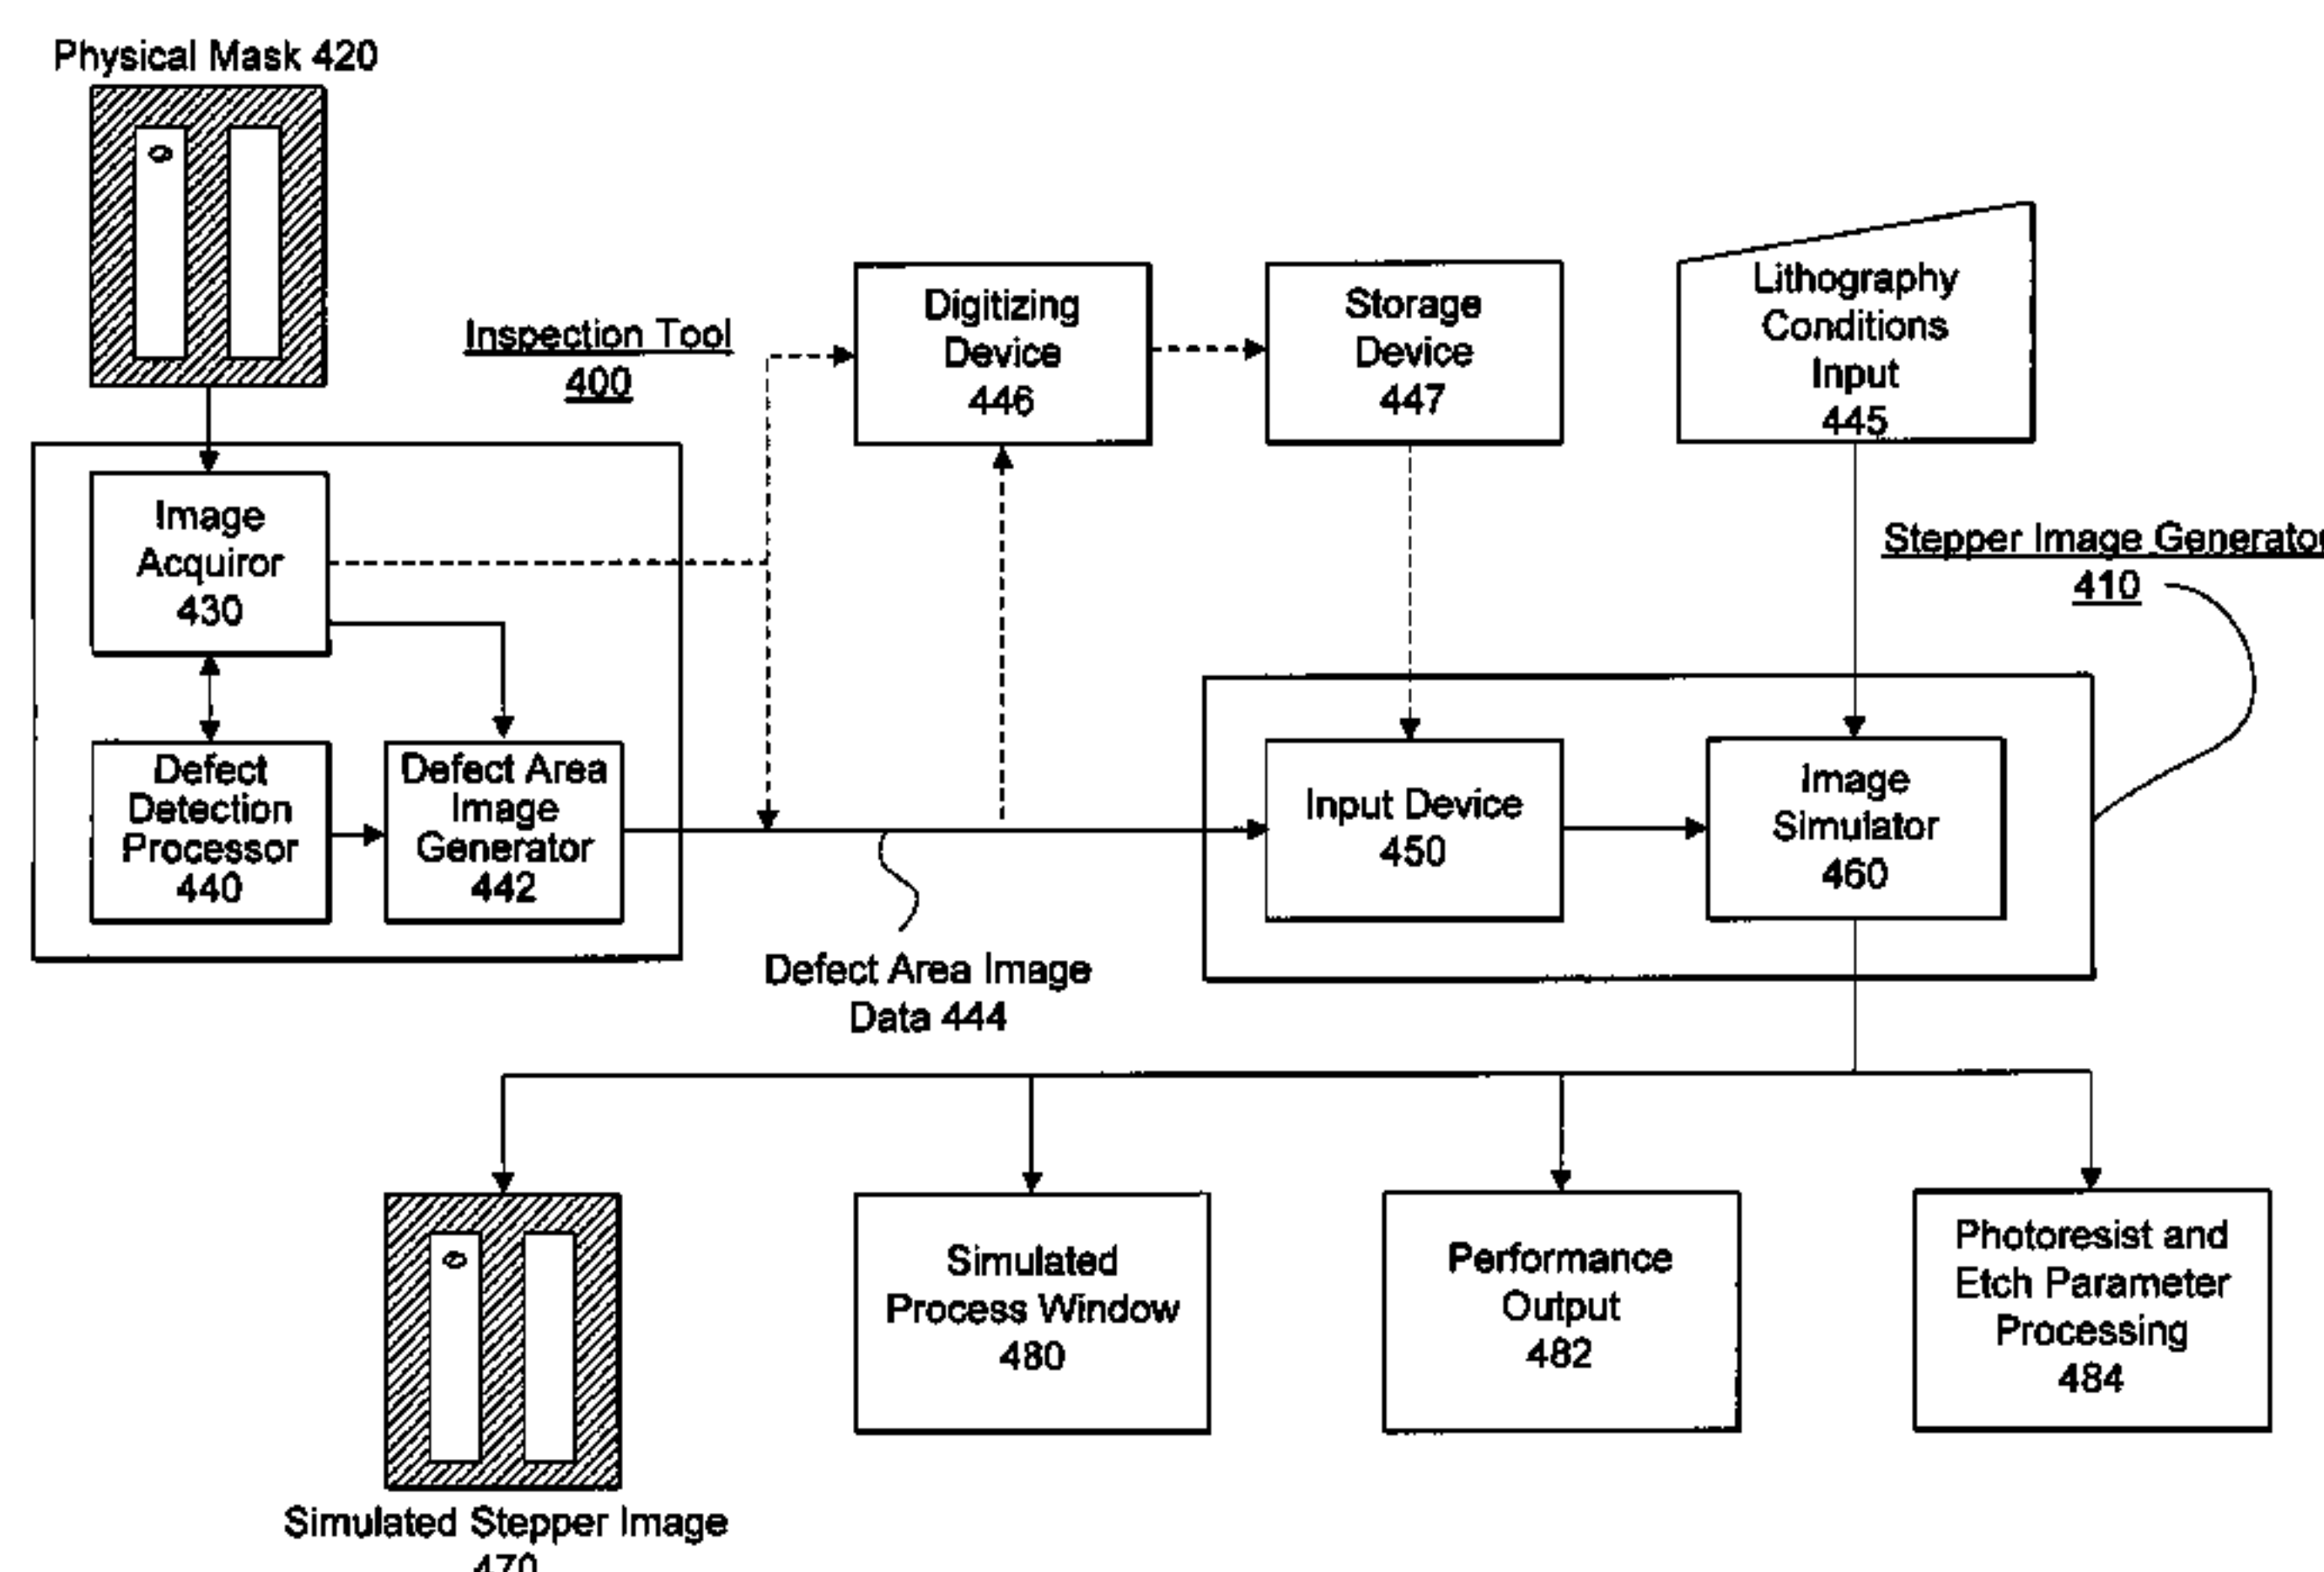 Physical Mask 420
Inspection Tool
400
Digitizing
Device
446
Storage
Device
447
Lithography
Conditions
Input
445
Image
Acquiror
430
Stepper Image Generator
410
Defect
Detection
Processor
440
Defect Area
Image
Generator
442
Input Device
450
Image
Simulator
460
Defect Area Image
Data 444
Simulated
Process Window
480
Performance
Output
482
Photoresist and
Etch Parameter
Processing
484
Simulated Stepper Image
470